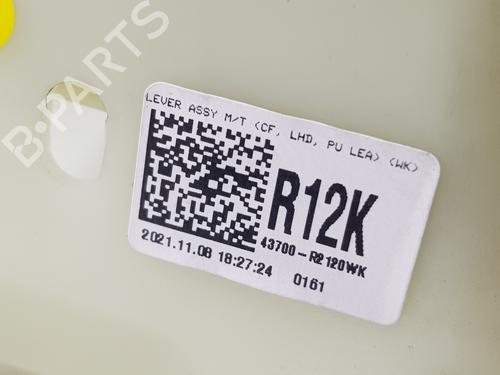 B-PARTS
LEVER ASSY M/T (CF, LHD, PU LEA) (WK)
R12K
43700-R2120WK
2021.11.08 18:27:24
0161